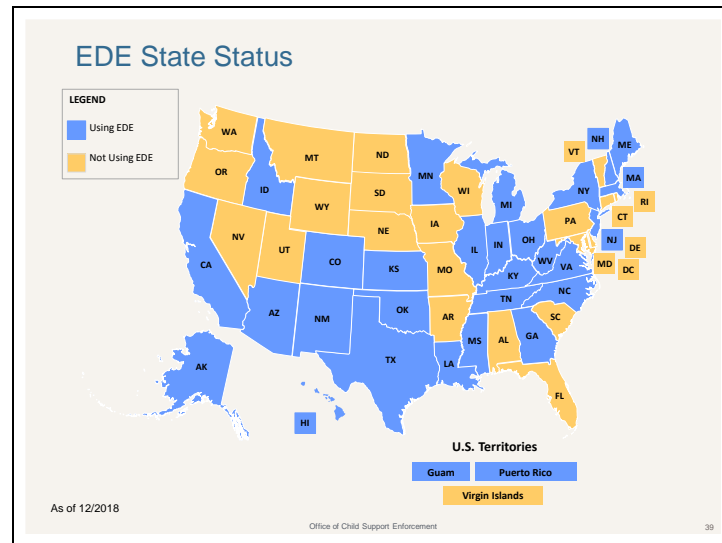 EDE State Status
LEGEND
Using EDE
Not Using EDE
WA
OR
ID
MT
WY
ND
SD
NE
NV
UT
CA
CO
KS
AZ
NM
OK
TX
MN
WI
IA
MO
AR
LA
IL
IN
MI
OH
KY
TN
MS
AL
GA
WV
VA
NC
SC
FL
PA
NY
VT
NH
ME
MA
RI
CT
NJ
DE
MD
DC
AK
HI
U.S. Territories
Guam
Puerto Rico
Virgin Islands
As of 12/2018
Office of Child Support Enforcement
39